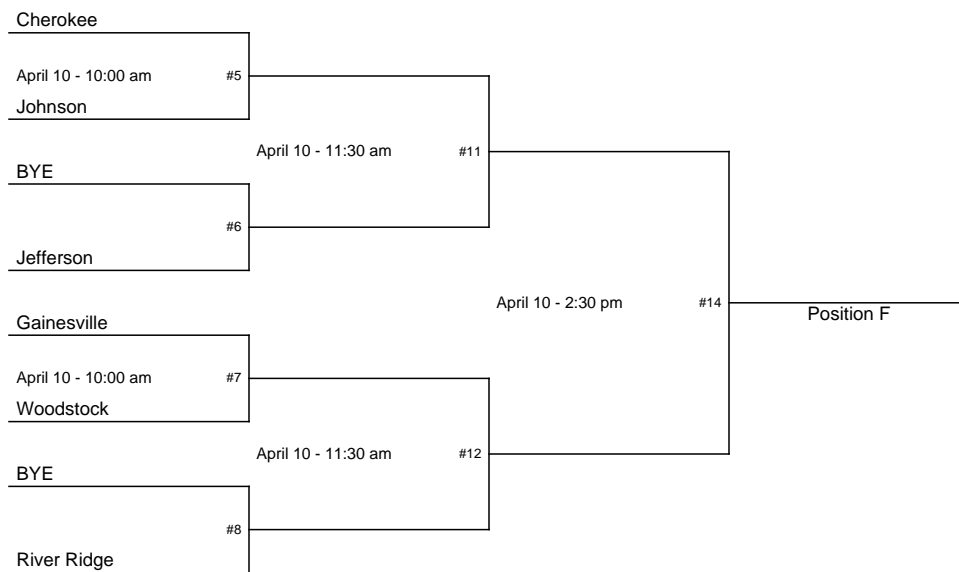 Cherokee
April 10 - 10:00 am #5
Johnson
April 10 - 11:30 am #11
BYE
#6
Jefferson
April 10 - 2:30 pm #14
Position F
Gainesville
April 10 - 10:00 am #7
Woodstock
April 10 - 11:30 am #12
BYE
#8
River Ridge